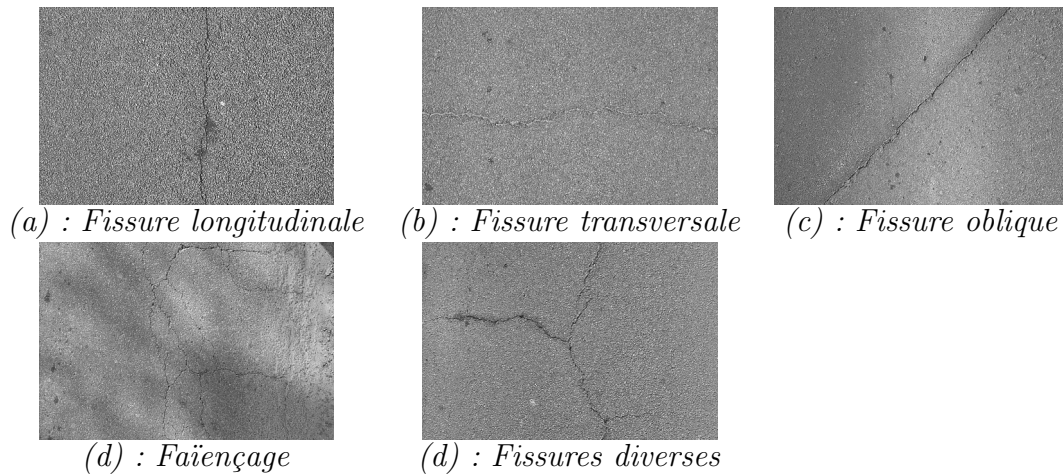 (a) : Fissure longitudinale
(b) : Fissure transversale
(c) : Fissure oblique
(d) : Faïençage
(d) : Fissures diverses